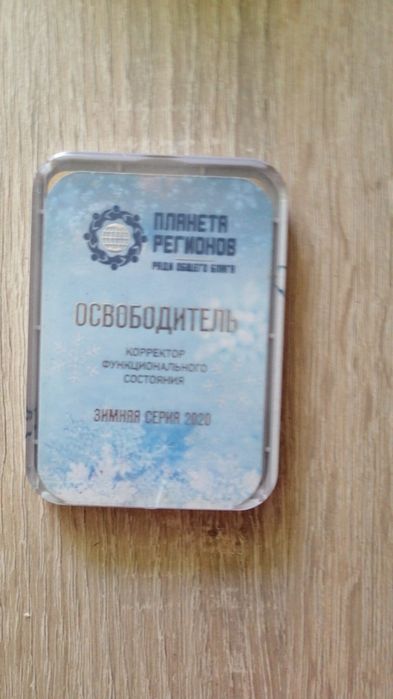 ПЛАНЕТА
РЕГИОНОВ
РАДИ ОБЩЕГО БЛАГА
ОСВОБОДИТЕЛЬ
КОРРЕКТОР
ФУНКЦИОНАЛЬНОГО
СОСТОЯНИЯ
ЗИМНЯЯ СЕРИЯ 2020